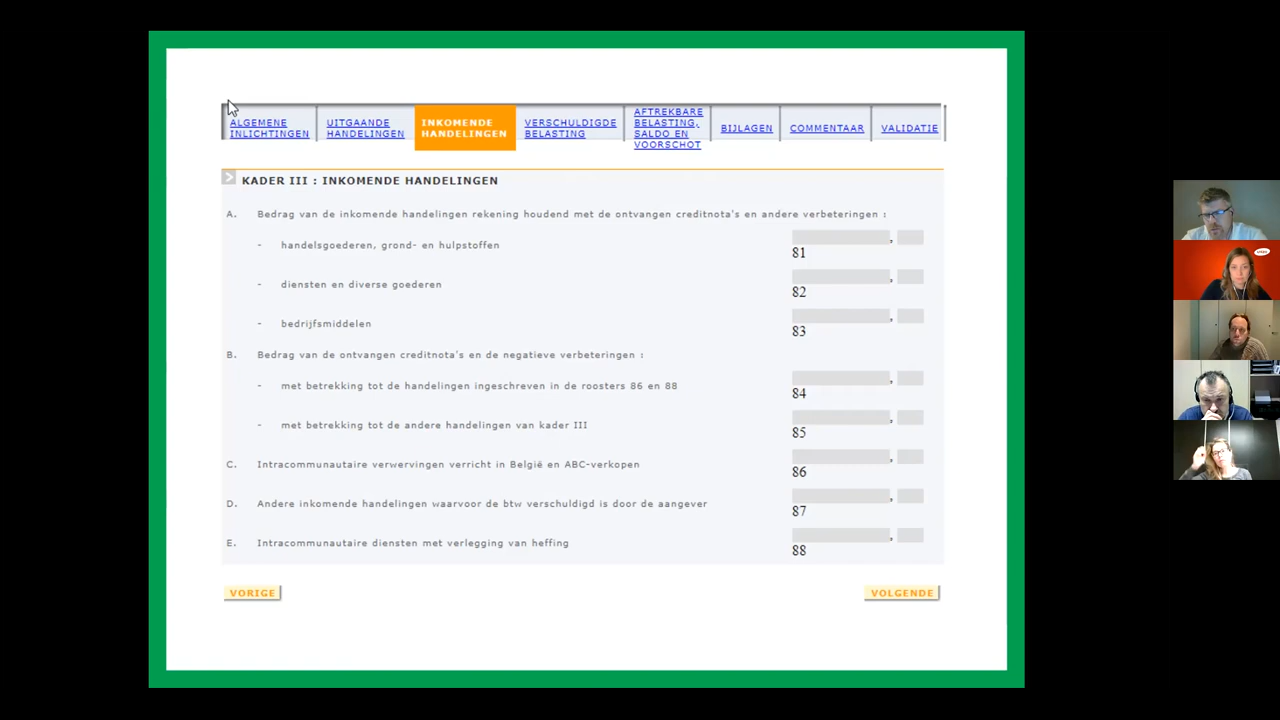 ALGEMENE
INLICHTINGEN
UITGAANDE
HANDELINGEN
INKOMENDE
HANDELINGEN
VERSCHULDIGDE
BELASTING
AFTREKBARE
BELASTING,
SALDO EN
VOORSCHOT
BIJLAGEN
COMMENTAAR
VALIDATIE
KADER III : INKOMENDE HANDELINGEN
A. Bedrag van de inkomende handelingen rekening houdend met de ontvangen creditnota's en andere verbeteringen :
- handelsgoederen, grond- en hulpstoffen ,
81
- diensten en diverse goederen ,
82
- bedrijfsmiddelen ,
83
B. Bedrag van de ontvangen creditnota's en de negatieve verbeteringen :
- met betrekking tot de handelingen ingeschreven in de roosters 86 en 88 ,
84
- met betrekking tot de andere handelingen van kader III ,
85
C. Intracommunautaire verwervingen verricht in België en ABC-verkopen ,
86
D. Andere inkomende handelingen waarvoor de btw verschuldigd is door de aangever ,
87
E. Intracommunautaire diensten met verlegging van heffing ,
88
VORIGE
VOLGENDE